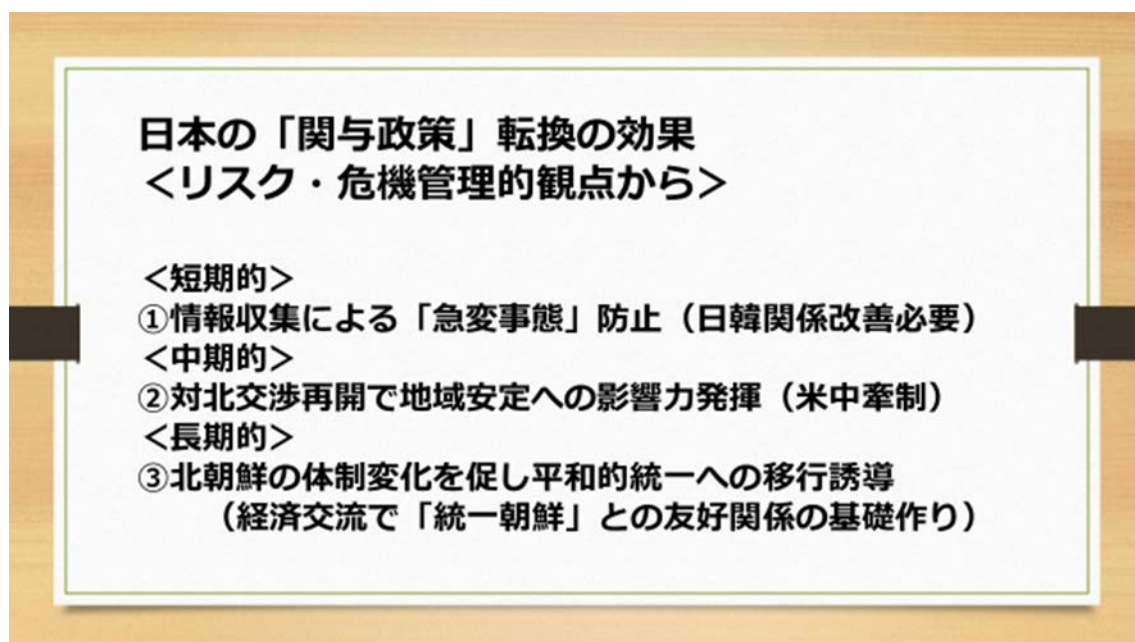 日本の「関与政策」転換の効果
＜リスク・危機管理的観点から＞
＜短期的＞
①情報収集による「急変事態」防止（日韓関係改善必要）
＜中期的＞
②対北交渉再開で地域安定への影響力発揮（米中牽制）
＜長期的＞
③北朝鮮の体制変化を促し平和的統一への移行誘導
（経済交流で「統一朝鮮」との友好関係の基礎作り）